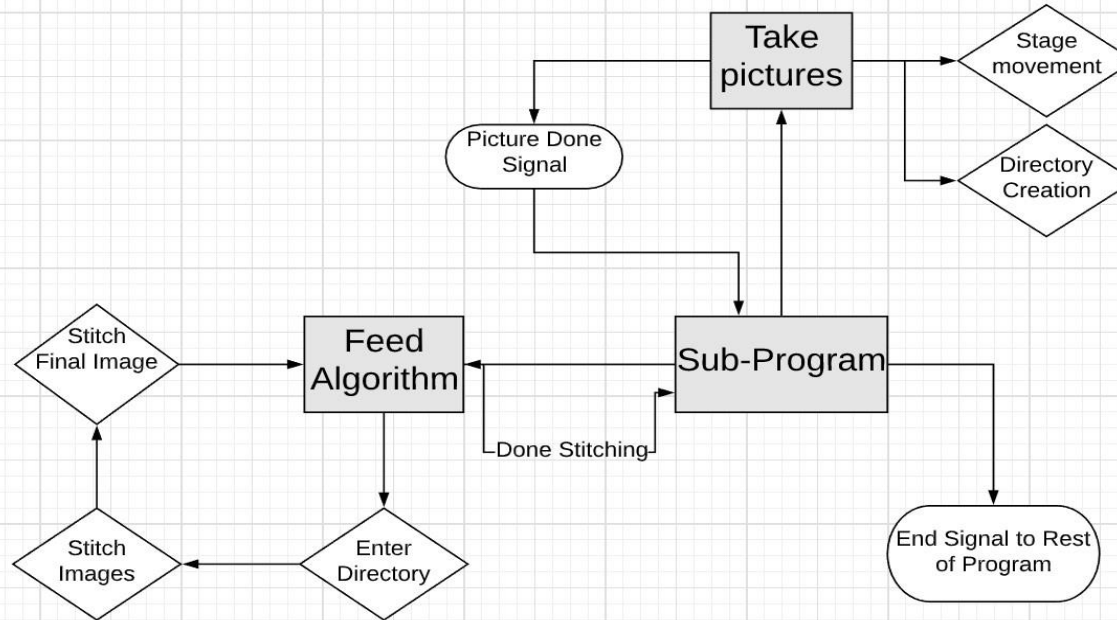 Take
pictures
Stage
movement
Picture Done
Signal
Directory
Creation
Stitch
Final Image
Feed
Algorithm
Sub-Program
Done Stitching
Stitch
Images
Enter
Directory
End Signal to Rest
of Program